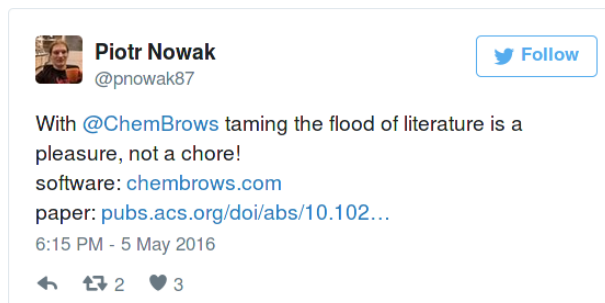 Piotr Nowak
@pnowak87
Follow
With @ChemBrows taming the flood of literature is a
pleasure, not a chore!
software: chembrows.com
paper: pubs.acs.org/doi/abs/10.102…
6:15 PM - 5 May 2016
2 3